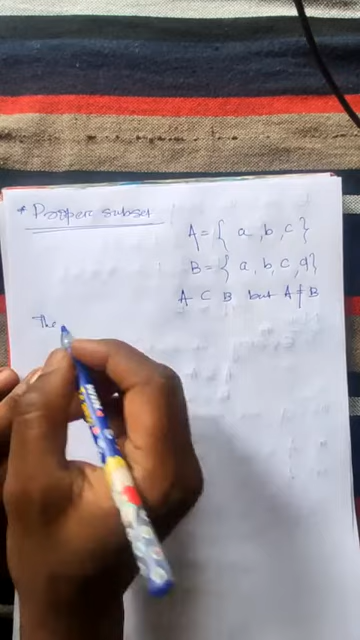 * Proper subset
A = { a, b, c }
B = { a, b, c, d }
A ⊂ B but A ≠ B
The